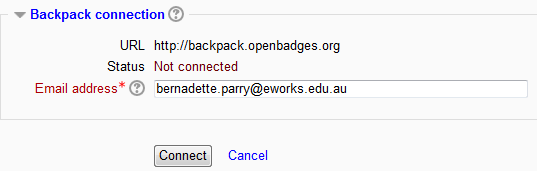 Backpack connection
URL http://backpack.openbadges.org
Status Not connected
Email address* bernadette.parry@eworks.edu.au
Connect Cancel